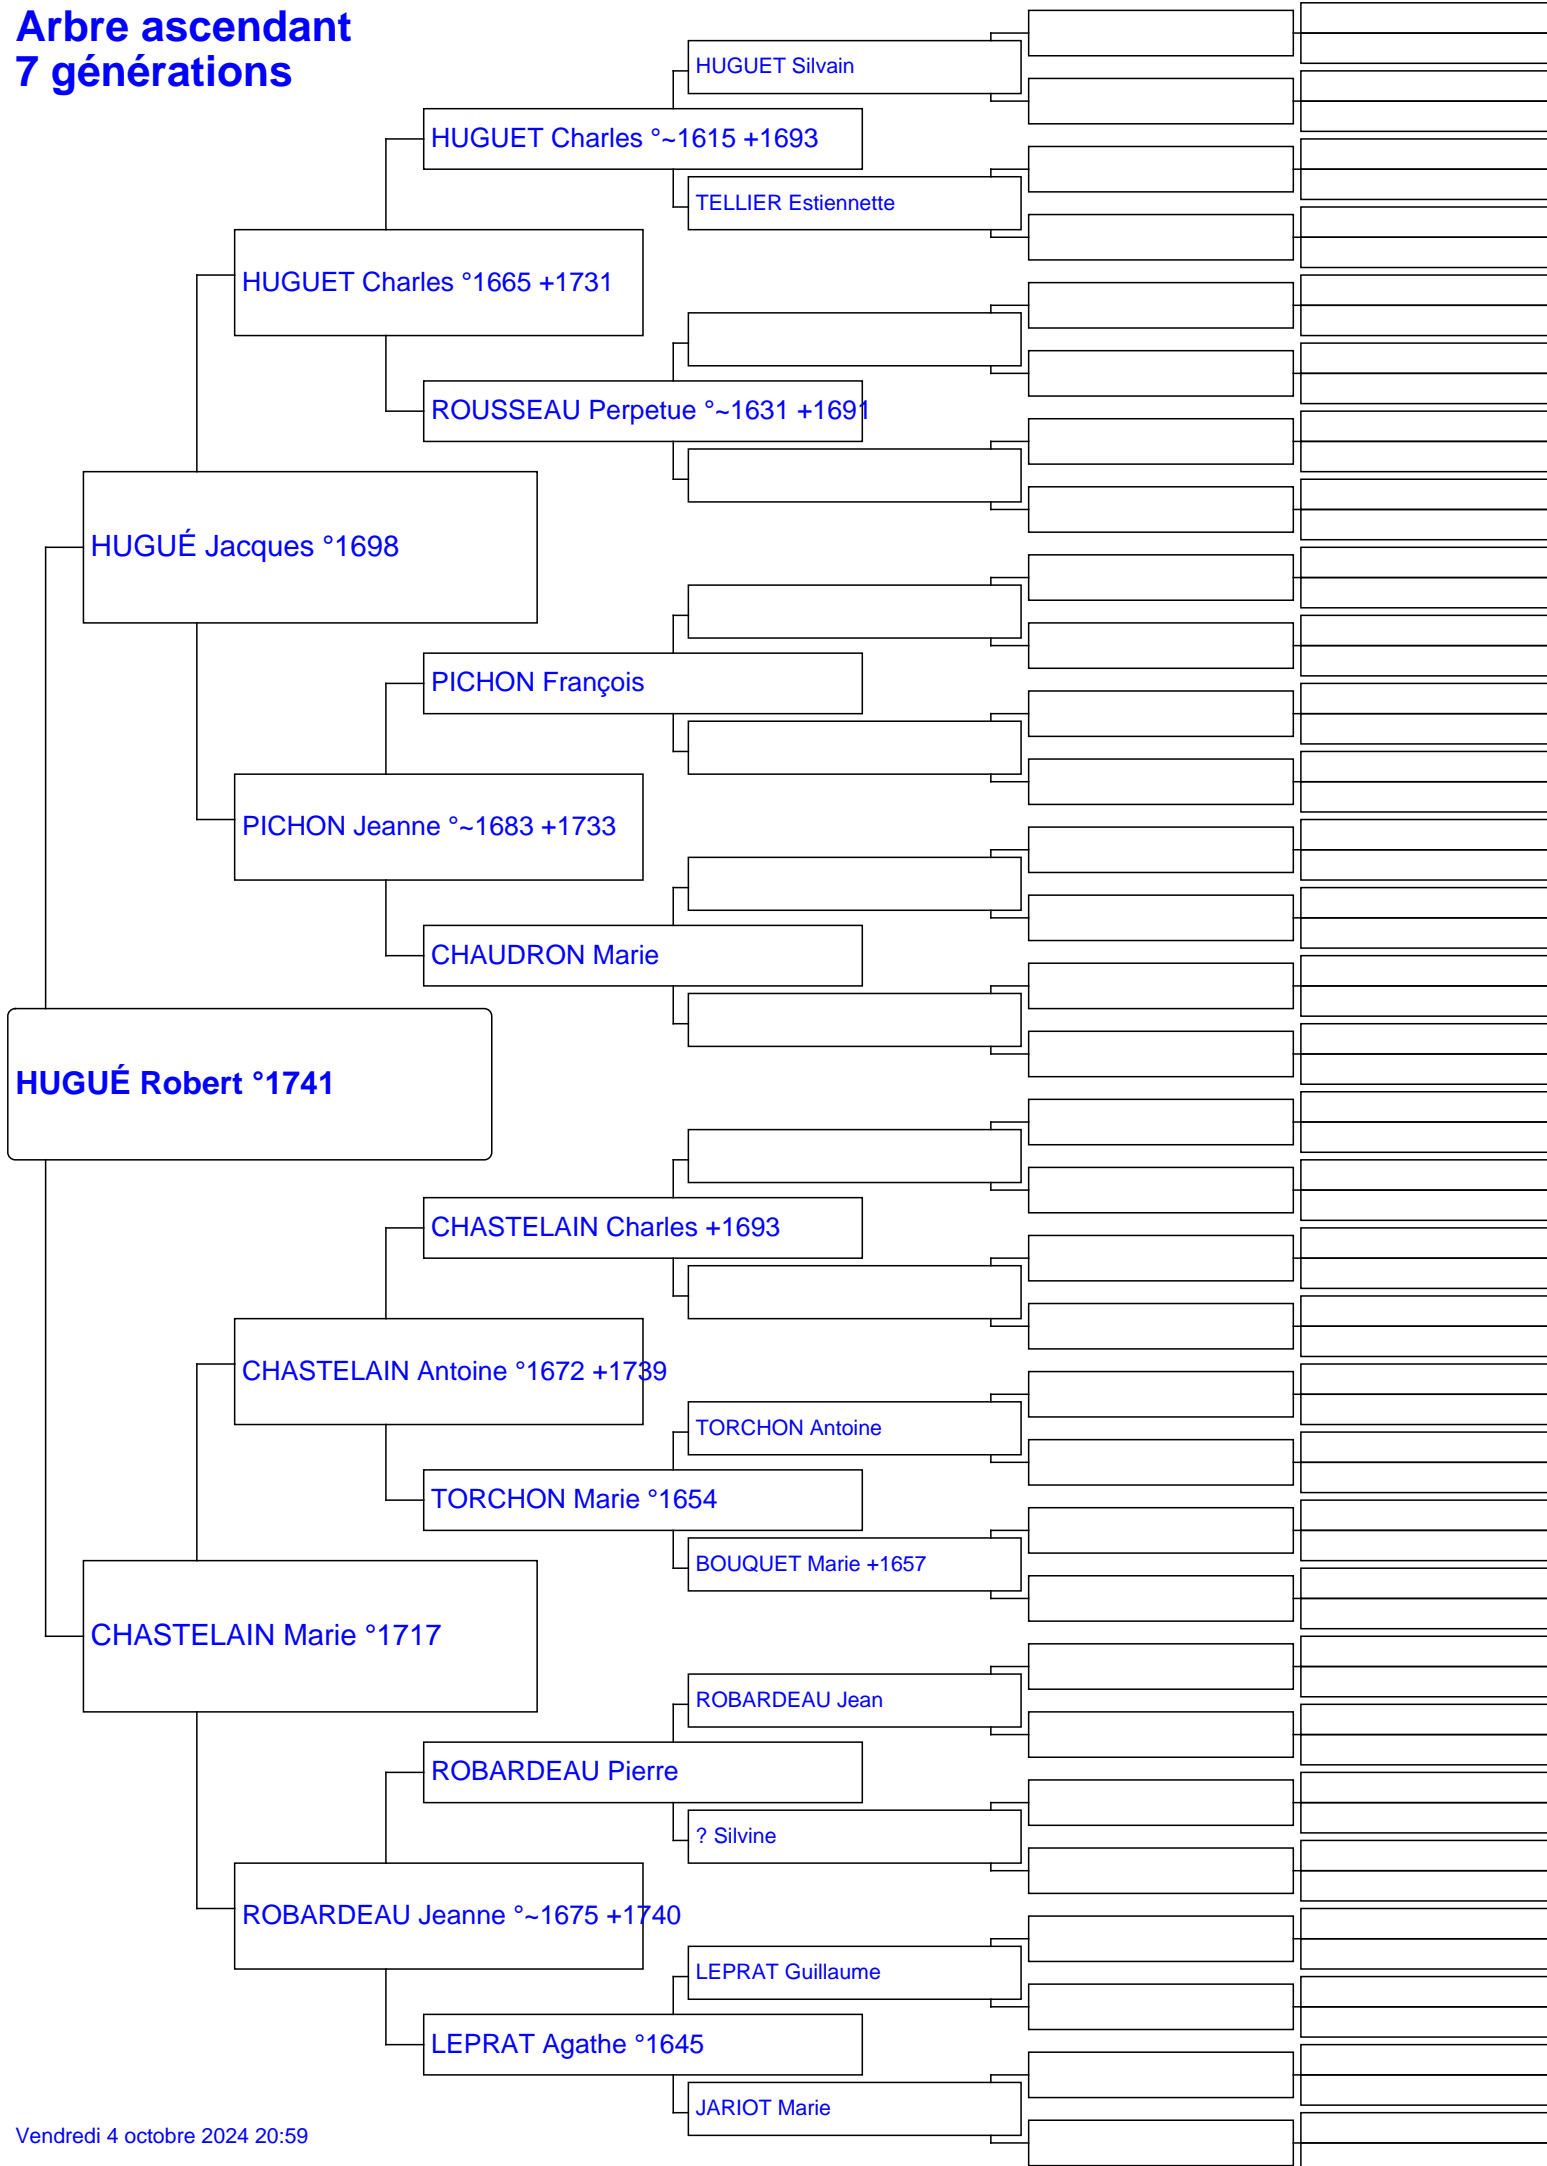 Arbre ascendant
7 générations
HUGUET Silvain
HUGUET Charles °~1615 +1693
TELLIER Estiennette
HUGUET Charles °1665 +1731
ROUSSEAU Perpetue °~1631 +1691
HUGUÉ Jacques °1698
PICHON François
PICHON Jeanne °~1683 +1733
CHAUDRON Marie
HUGUÉ Robert °1741
CHASTELAIN Charles +1693
CHASTELAIN Antoine °1672 +1739
TORCHON Antoine
TORCHON Marie °1654
BOUQUET Marie +1657
CHASTELAIN Marie °1717
ROBARDEAU Jean
ROBARDEAU Pierre
? Silvine
ROBARDEAU Jeanne °~1675 +1740
LEPRAT Guillaume
LEPRAT Agathe °1645
JARIOT Marie
Vendredi 4 octobre 2024 20:59